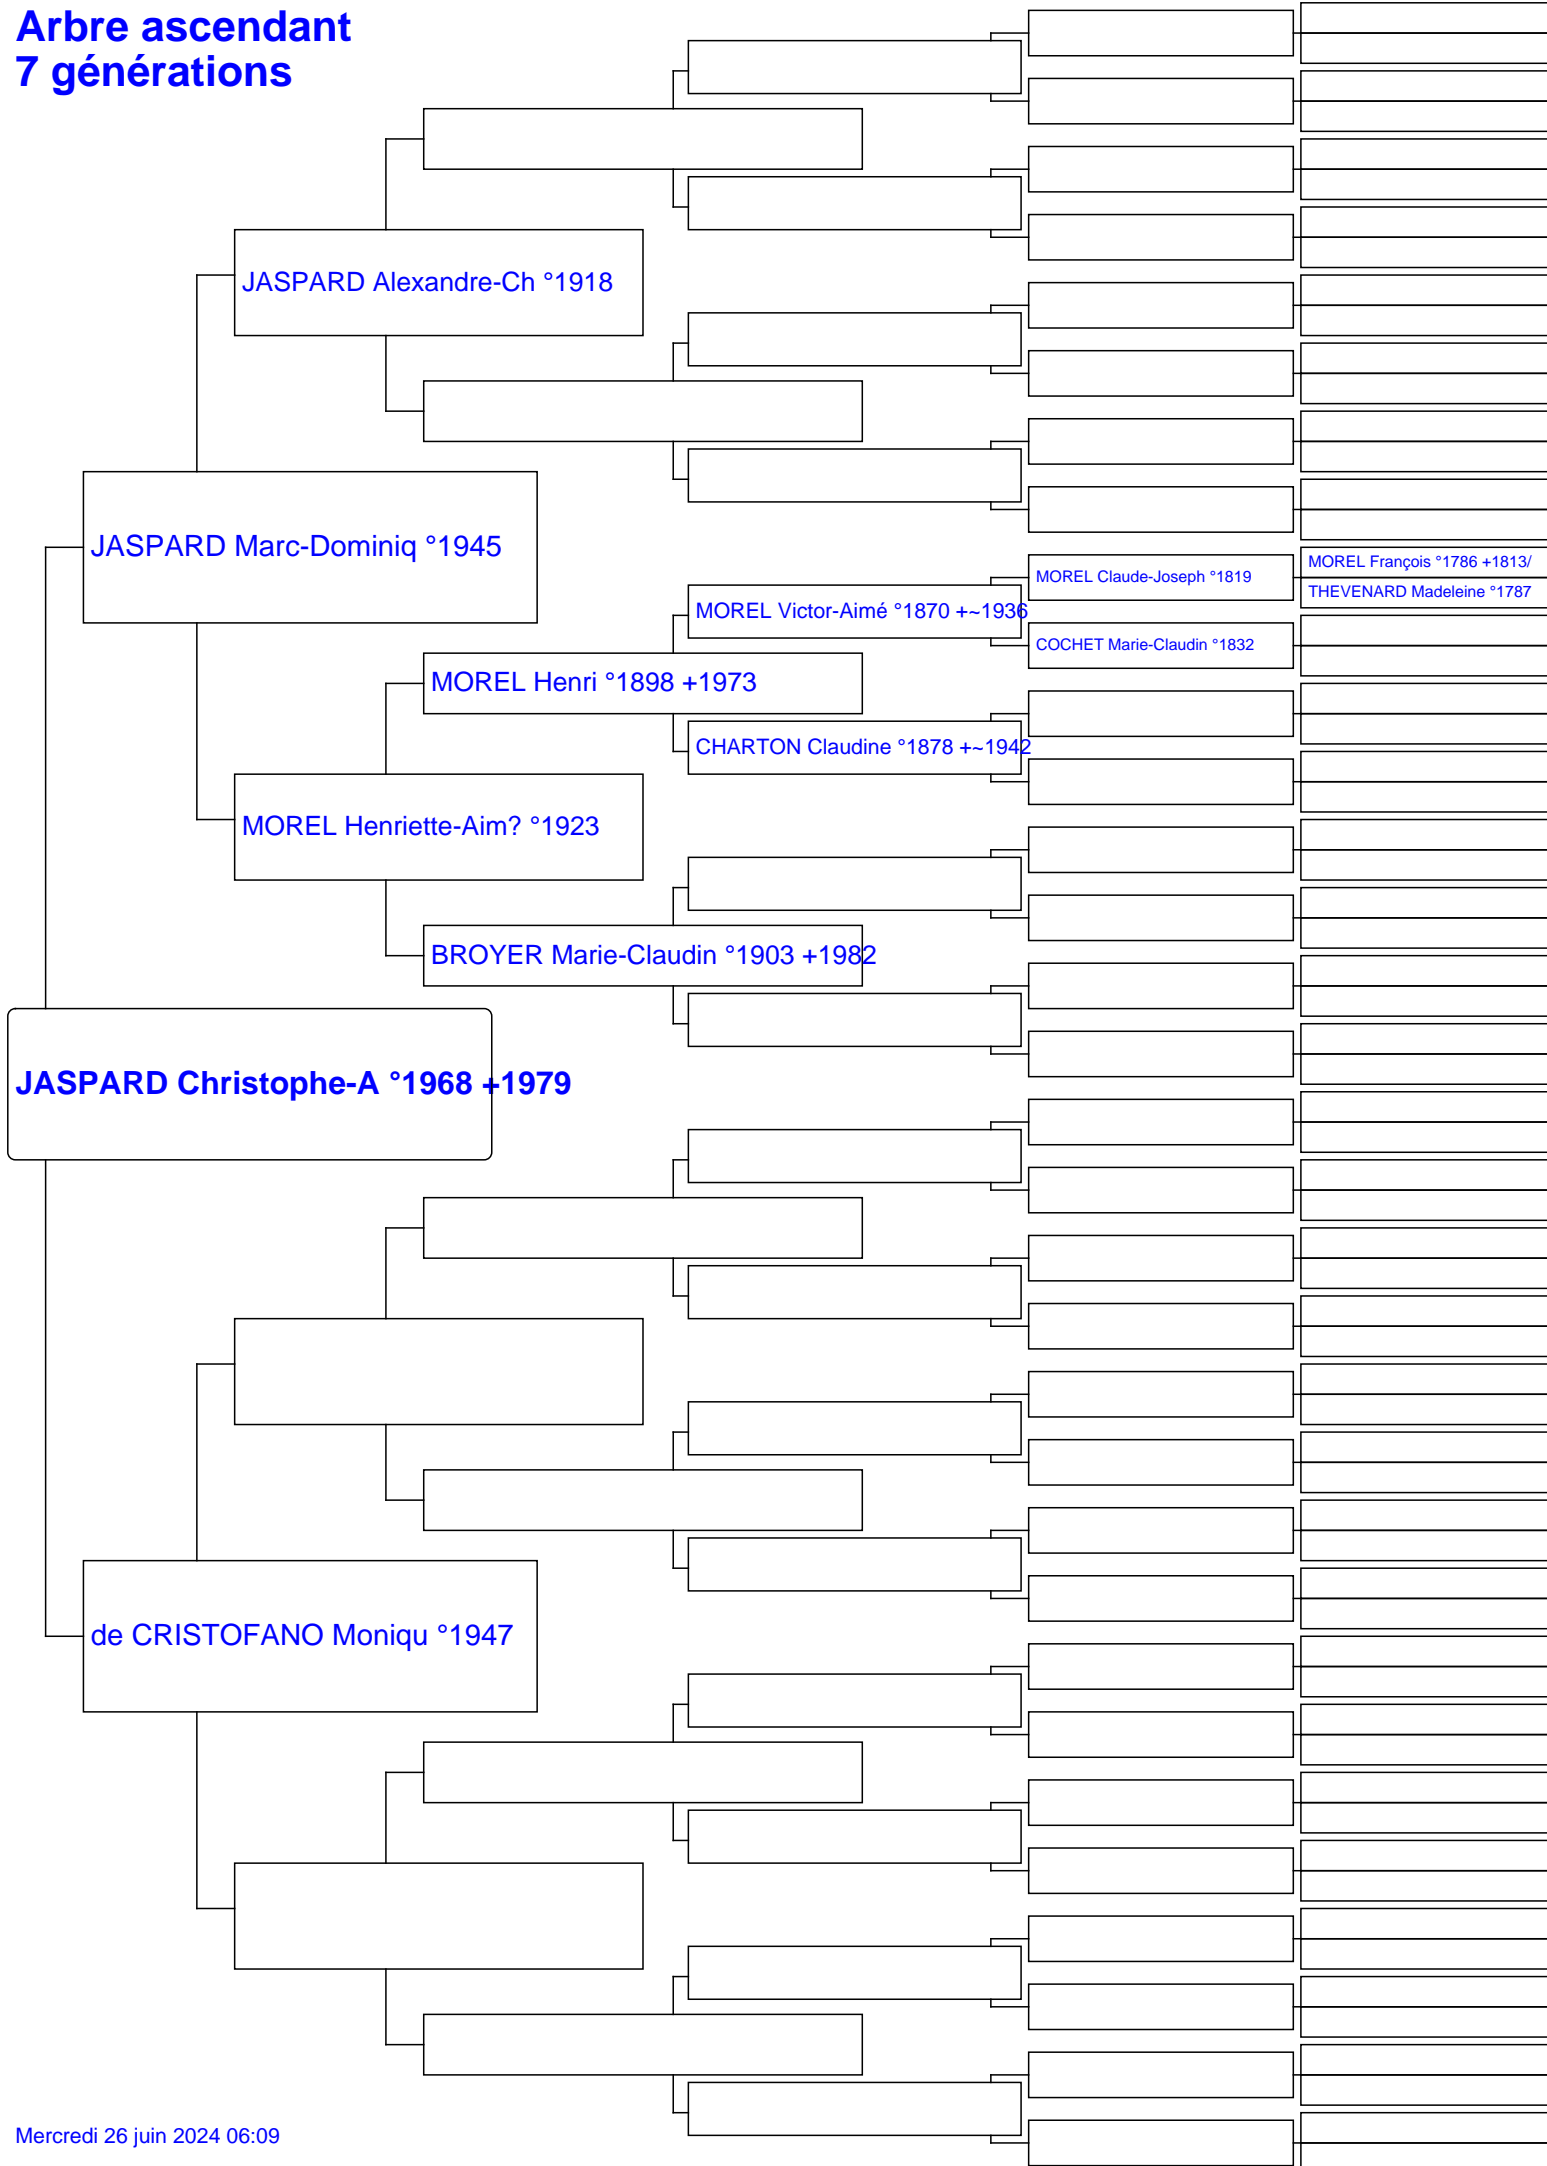 Arbre ascendant
7 générations
JASPARD Alexandre-Ch °1918
JASPARD Marc-Dominiq °1945
MOREL François °1786 +1813/
MOREL Claude-Joseph °1819
THEVENARD Madeleine °1787
MOREL Victor-Aimé °1870 +~1936
COCHET Marie-Claudin °1832
MOREL Henri °1898 +1973
CHARTON Claudine °1878 +~1942
MOREL Henriette-Aim? °1923
BROYER Marie-Claudin °1903 +1982
JASPARD Christophe-A °1968 +1979
de CRISTOFANO Moniqu °1947
Mercredi 26 juin 2024 06:09